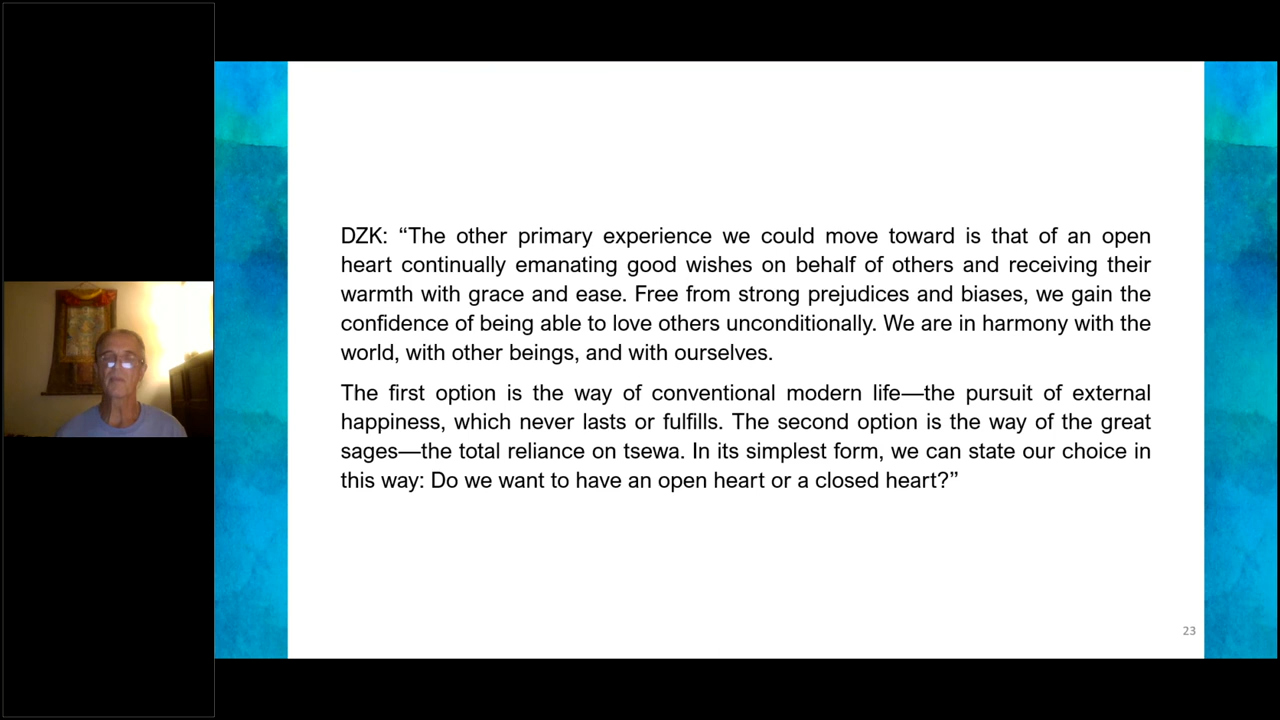 DZK: “The other primary experience we could move toward is that of an open
heart continually emanating good wishes on behalf of others and receiving their
warmth with grace and ease. Free from strong prejudices and biases, we gain the
confidence of being able to love others unconditionally. We are in harmony with the
world, with other beings, and with ourselves.
The first option is the way of conventional modern life—the pursuit of external
happiness, which never lasts or fulfills. The second option is the way of the great
sages—the total reliance on tsewa. In its simplest form, we can state our choice in
this way: Do we want to have an open heart or a closed heart?”
23